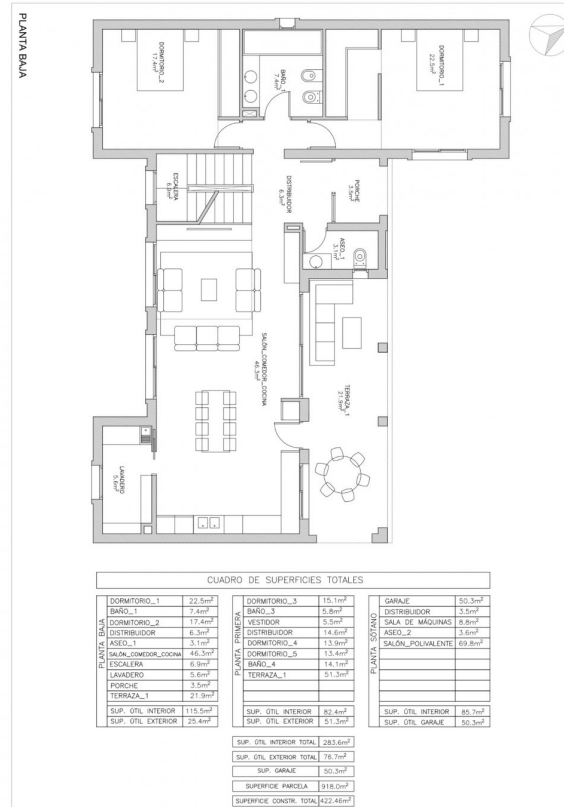 PLANTA BAJA
DORMITORIO_2
17.4m²
BAÑO_1
7.4m²
DORMITORIO_1
22.5m²
ESCALERA
6.9m²
DISTRIBUIDOR
6.3m²
PORCHE
3.5m²
ASEO_1
3.1m²
SALÓN_COMEDOR_COCINA
46.3m²
TERRAZA_1
21.9m²
LAVADERO
5.6m²
CUADRO DE SUPERFICIES TOTALES
PLANTA BAJA
DORMITORIO_1 22.5m²
BAÑO_1 7.4m²
DORMITORIO_2 17.4m²
DISTRIBUIDOR 6.3m²
ASEO_1 3.1m²
SALÓN_COMEDOR_COCINA 46.3m²
ESCALERA 6.9m²
LAVADERO 5.6m²
PORCHE 3.5m²
TERRAZA_1 21.9m²
SUP. ÚTIL INTERIOR 115.5m²
SUP. ÚTIL EXTERIOR 25.4m²
PLANTA PRIMERA
DORMITORIO_3 15.1m²
BAÑO_3 5.8m²
VESTIDOR 5.5m²
DISTRIBUIDOR 14.6m²
DORMITORIO_4 13.9m²
DORMITORIO_5 13.4m²
BAÑO_4 14.1m²
TERRAZA_1 51.3m²
SUP. ÚTIL INTERIOR 82.4m²
SUP. ÚTIL EXTERIOR 51.3m²
PLANTA SÓTANO
GARAJE 50.3m²
DISTRIBUIDOR 3.5m²
SALA DE MÁQUINAS 8.8m²
ASEO_2 3.6m²
SALÓN_POLIVALENTE 69.8m²
SUP. ÚTIL INTERIOR 85.7m²
SUP. ÚTIL GARAJE 50.3m²
SUP. ÚTIL INTERIOR TOTAL 283.6m²
SUP. ÚTIL EXTERIOR TOTAL 76.7m²
SUP. GARAJE 50.3m²
SUPERFICIE PARCELA 918.0m²
SUPERFICIE CONSTR. TOTAL 422.46m²